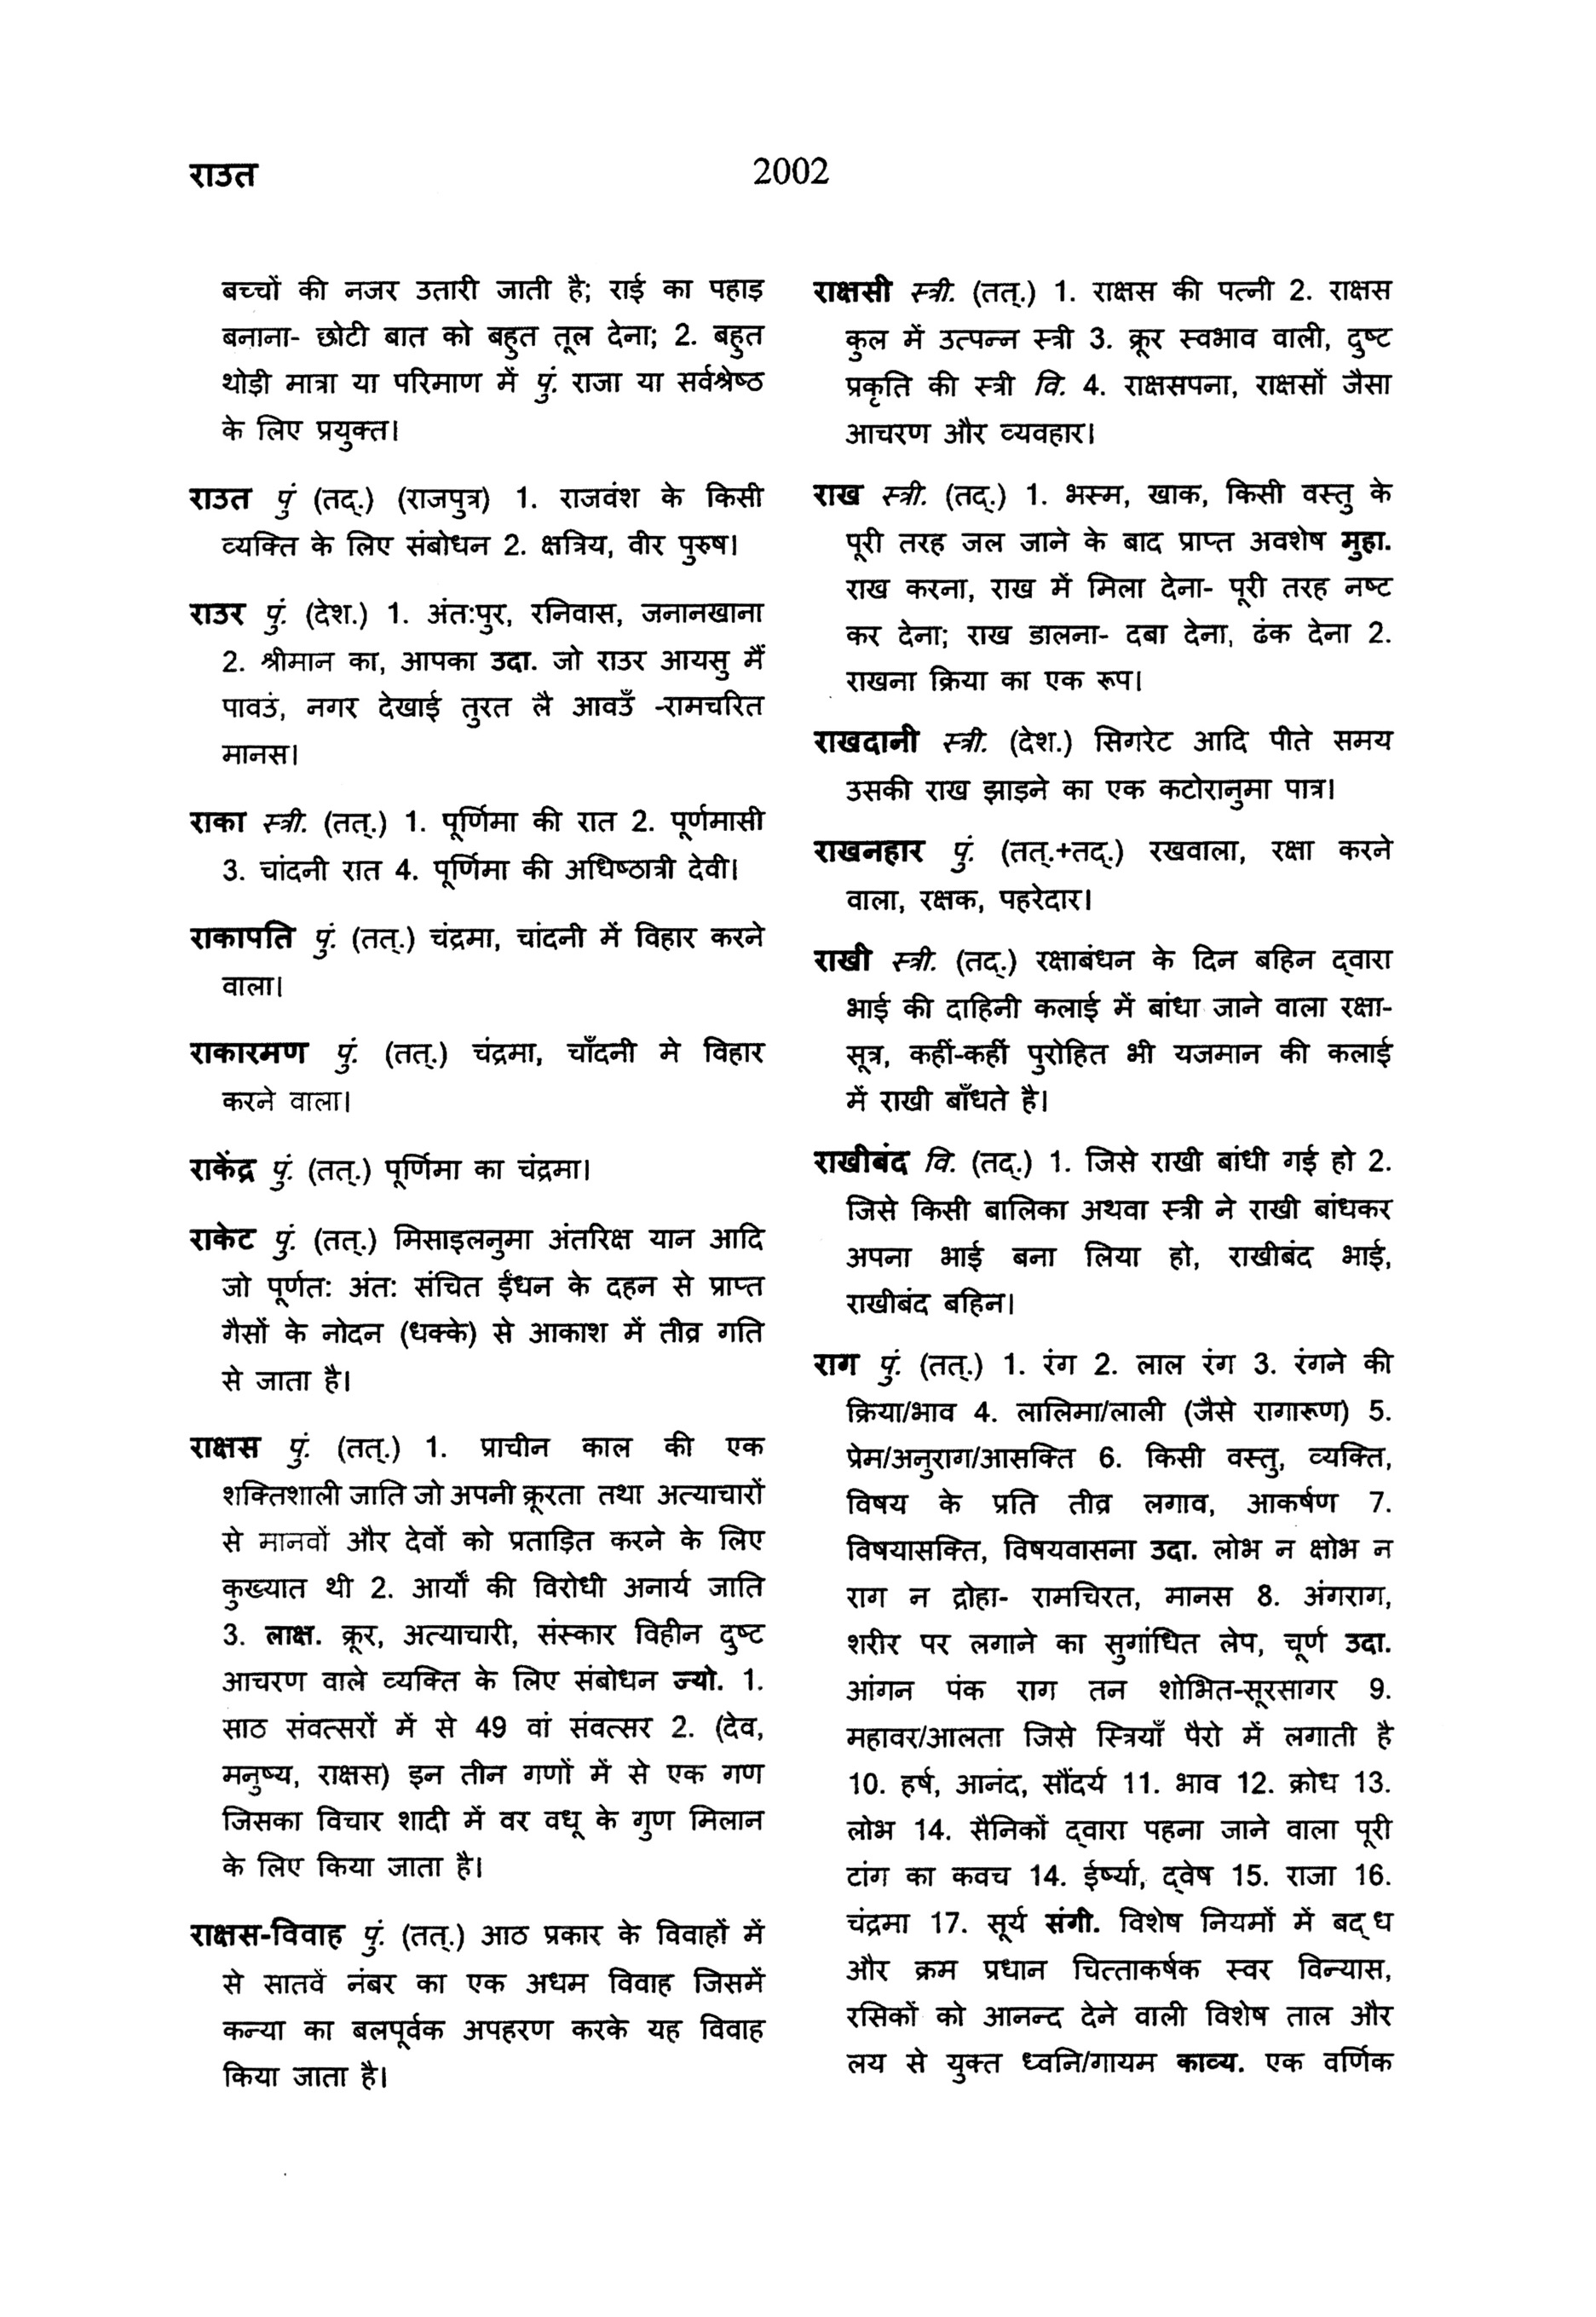 राउत
2002
बच्चों की नजर उतारी जाती है; राई का पहाड़
बनाना- छोटी बात को बहुत तूल देना; 2. बहुत
थोड़ी मात्रा या परिमाण में पुं. राजा या सर्वश्रेष्ठ
के लिए प्रयुक्त।
राउत पुं (तद्.) (राजपुत्र) 1. राजवंश के किसी
व्यक्ति के लिए संबोधन 2. क्षत्रिय, वीर पुरुष।
राउर पुं. (देश.) 1. अंत:पुर, रनिवास, जनानखाना
2. श्रीमान का, आपका उदा. जो राउर आयसु मैं
पावउं, नगर देखाई तुरत लै आवउँ -रामचरित
मानस।
राका स्त्री. (तत्.) 1. पूर्णिमा की रात 2. पूर्णमासी
3. चांदनी रात 4. पूर्णिमा की अधिष्ठात्री देवी।
राकापति पुं. (तत्.) चंद्रमा, चांदनी में विहार करने
वाला।
राकारमण पुं. (तत्.) चंद्रमा, चाँदनी मे विहार
करने वाला।
राकेंद्र पुं. (तत्.) पूर्णिमा का चंद्रमा।
राकेट पुं. (तत्.) मिसाइलनुमा अंतरिक्ष यान आदि
जो पूर्णत: अंत: संचित ईंधन के दहन से प्राप्त
गैसों के नोदन (धक्के) से आकाश में तीव्र गति
से जाता है।
राक्षस पुं. (तत्.) 1. प्राचीन काल की एक
शक्तिशाली जाति जो अपनी क्रूरता तथा अत्याचारों
से मानवों और देवों को प्रताड़ित करने के लिए
कुख्यात थी 2. आर्यों की विरोधी अनार्य जाति
3. लाक्ष. क्रूर, अत्याचारी, संस्कार विहीन दुष्ट
आचरण वाले व्यक्ति के लिए संबोधन ज्यो. 1.
साठ संवत्सरों में से 49 वां संवत्सर 2. (देव,
मनुष्य, राक्षस) इन तीन गणों में से एक गण
जिसका विचार शादी में वर वधू के गुण मिलान
के लिए किया जाता है।
राक्षस-विवाह पुं. (तत्.) आठ प्रकार के विवाहों में
से सातवें नंबर का एक अधम विवाह जिसमें
कन्या का बलपूर्वक अपहरण करके यह विवाह
किया जाता है।
राक्षसी स्त्री. (तत्.) 1. राक्षस की पत्नी 2. राक्षस
कुल में उत्पन्न स्त्री 3. क्रूर स्वभाव वाली, दुष्ट
प्रकृति की स्त्री वि. 4. राक्षसपना, राक्षसों जैसा
आचरण और व्यवहार।
राख स्त्री. (तद्.) 1. भस्म, खाक, किसी वस्तु के
पूरी तरह जल जाने के बाद प्राप्त अवशेष मुहा.
राख करना, राख में मिला देना- पूरी तरह नष्ट
कर देना; राख डालना- दबा देना, ढंक देना 2.
राखना क्रिया का एक रूप।
राखदानी स्त्री. (देश.) सिगरेट आदि पीते समय
उसकी राख झाड़ने का एक कटोरानुमा पात्र।
राखनहार पुं. (तत्.+तद्.) रखवाला, रक्षा करने
वाला, रक्षक, पहरेदार।
राखी स्त्री. (तद्.) रक्षाबंधन के दिन बहिन द्वारा
भाई की दाहिनी कलाई में बांधा जाने वाला रक्षा-
सूत्र, कहीं-कहीं पुरोहित भी यजमान की कलाई
में राखी बाँधते है।
राखीबंद वि. (तद्.) 1. जिसे राखी बांधी गई हो 2.
जिसे किसी बालिका अथवा स्त्री ने राखी बांधकर
अपना भाई बना लिया हो, राखीबंद भाई,
राखीबंद बहिन।
राग पुं. (तत्.) 1. रंग 2. लाल रंग 3. रंगने की
क्रिया/भाव 4. लालिमा/लाली (जैसे रागारूण) 5.
प्रेम/अनुराग/आसक्ति 6. किसी वस्तु, व्यक्ति,
विषय के प्रति तीव्र लगाव, आकर्षण 7.
विषयासक्ति, विषयवासना उदा. लोभ न क्षोभ न
राग न द्रोहा- रामचिरत, मानस 8. अंगराग,
शरीर पर लगाने का सुगांधित लेप, चूर्ण उदा.
आंगन पंक राग तन शोभित-सूरसागर 9.
महावर/आलता जिसे स्त्रियाँ पैरो में लगाती है
10. हर्ष, आनंद, सौंदर्य 11. भाव 12. क्रोध 13.
लोभ 14. सैनिकों द्वारा पहना जाने वाला पूरी
टांग का कवच 14. ईर्ष्या, द्वेष 15. राजा 16.
चंद्रमा 17. सूर्य संगी. विशेष नियमों में बद्ध
और क्रम प्रधान चित्ताकर्षक स्वर विन्यास,
रसिकों को आनन्द देने वाली विशेष ताल और
लय से युक्त ध्वनि/गायम काव्य. एक वर्णिक